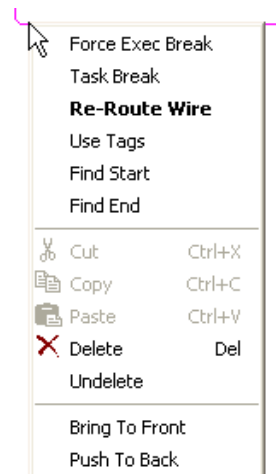 Force Exec Break
Task Break
Re-Route Wire
Use Tags
Find Start
Find End
Cut Ctrl+X
Copy Ctrl+C
Paste Ctrl+V
Delete Del
Undelete
Bring To Front
Push To Back